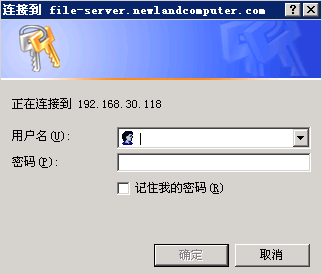 连接到 file-server.newlandcomputer.com
正在连接到 192.168.30.118
用户名(U):
密码(P):
记住我的密码(R)
确定 取消